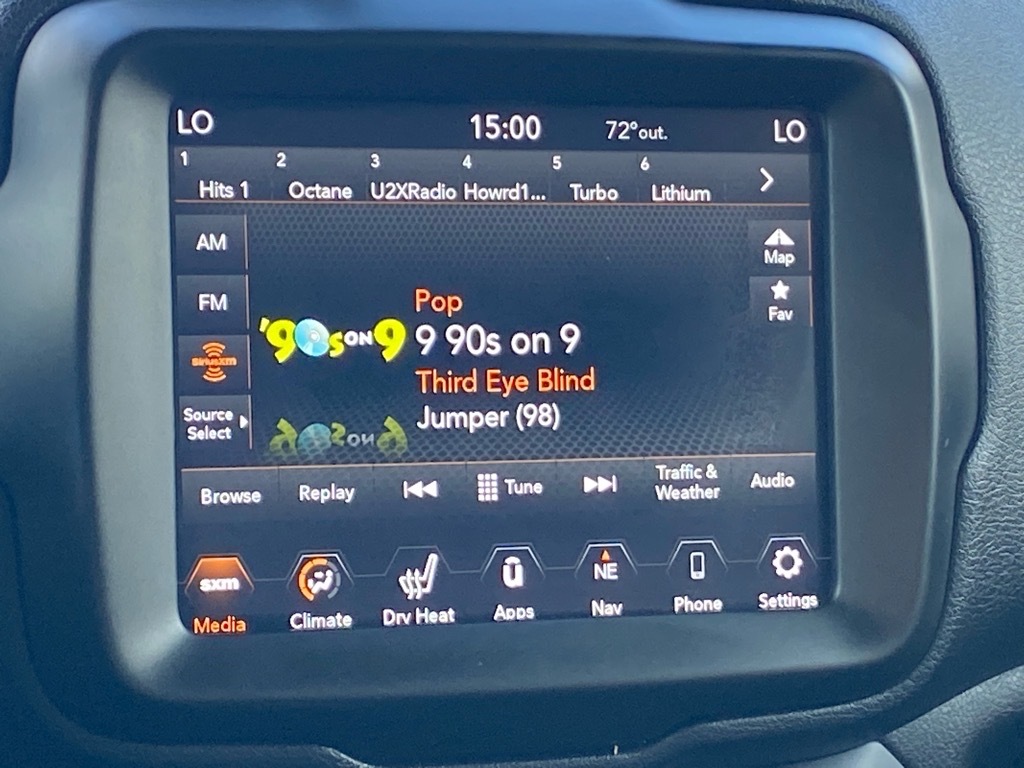 LO 15:00 72°out. LO
1 2 3 4 5 6
Hits 1 Octane U2XRadio Howrd1... Turbo Lithium
AM
Map
FM
Fav
Pop
'90s ON 9
9 90s on 9
siriusxm
Third Eye Blind
Jumper (98)
Source
Select
Browse Replay Tune Traffic &
Weather Audio
sxm NE
Media Climate Drv Heat Apps Nav Phone Settings